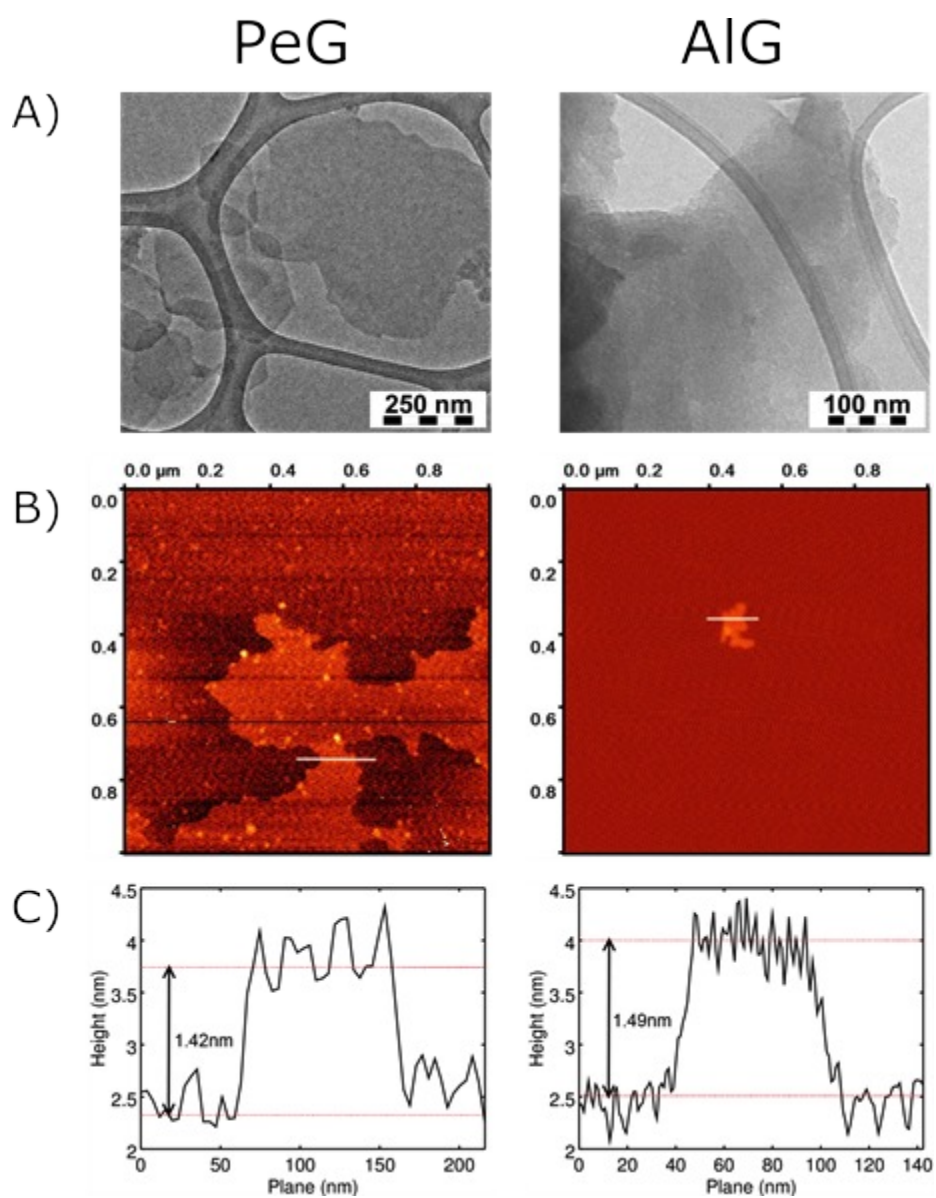 PeG AlG
A)
250 nm 100 nm
0.0 µm 0.2 0.4 0.6 0.8 0.0 µm 0.2 0.4 0.6 0.8
B)
0.0 0.0
0.2 0.2
0.4 0.4
0.6 0.6
0.8 0.8
C)
4.5 4.5
4 4
3.5 3.5
3 3
2.5 2.5
2 2
Height (nm) Height (nm)
1.42nm 1.49nm
0 50 100 150 200 0 20 40 60 80 100 120 140
Plane (nm) Plane (nm)